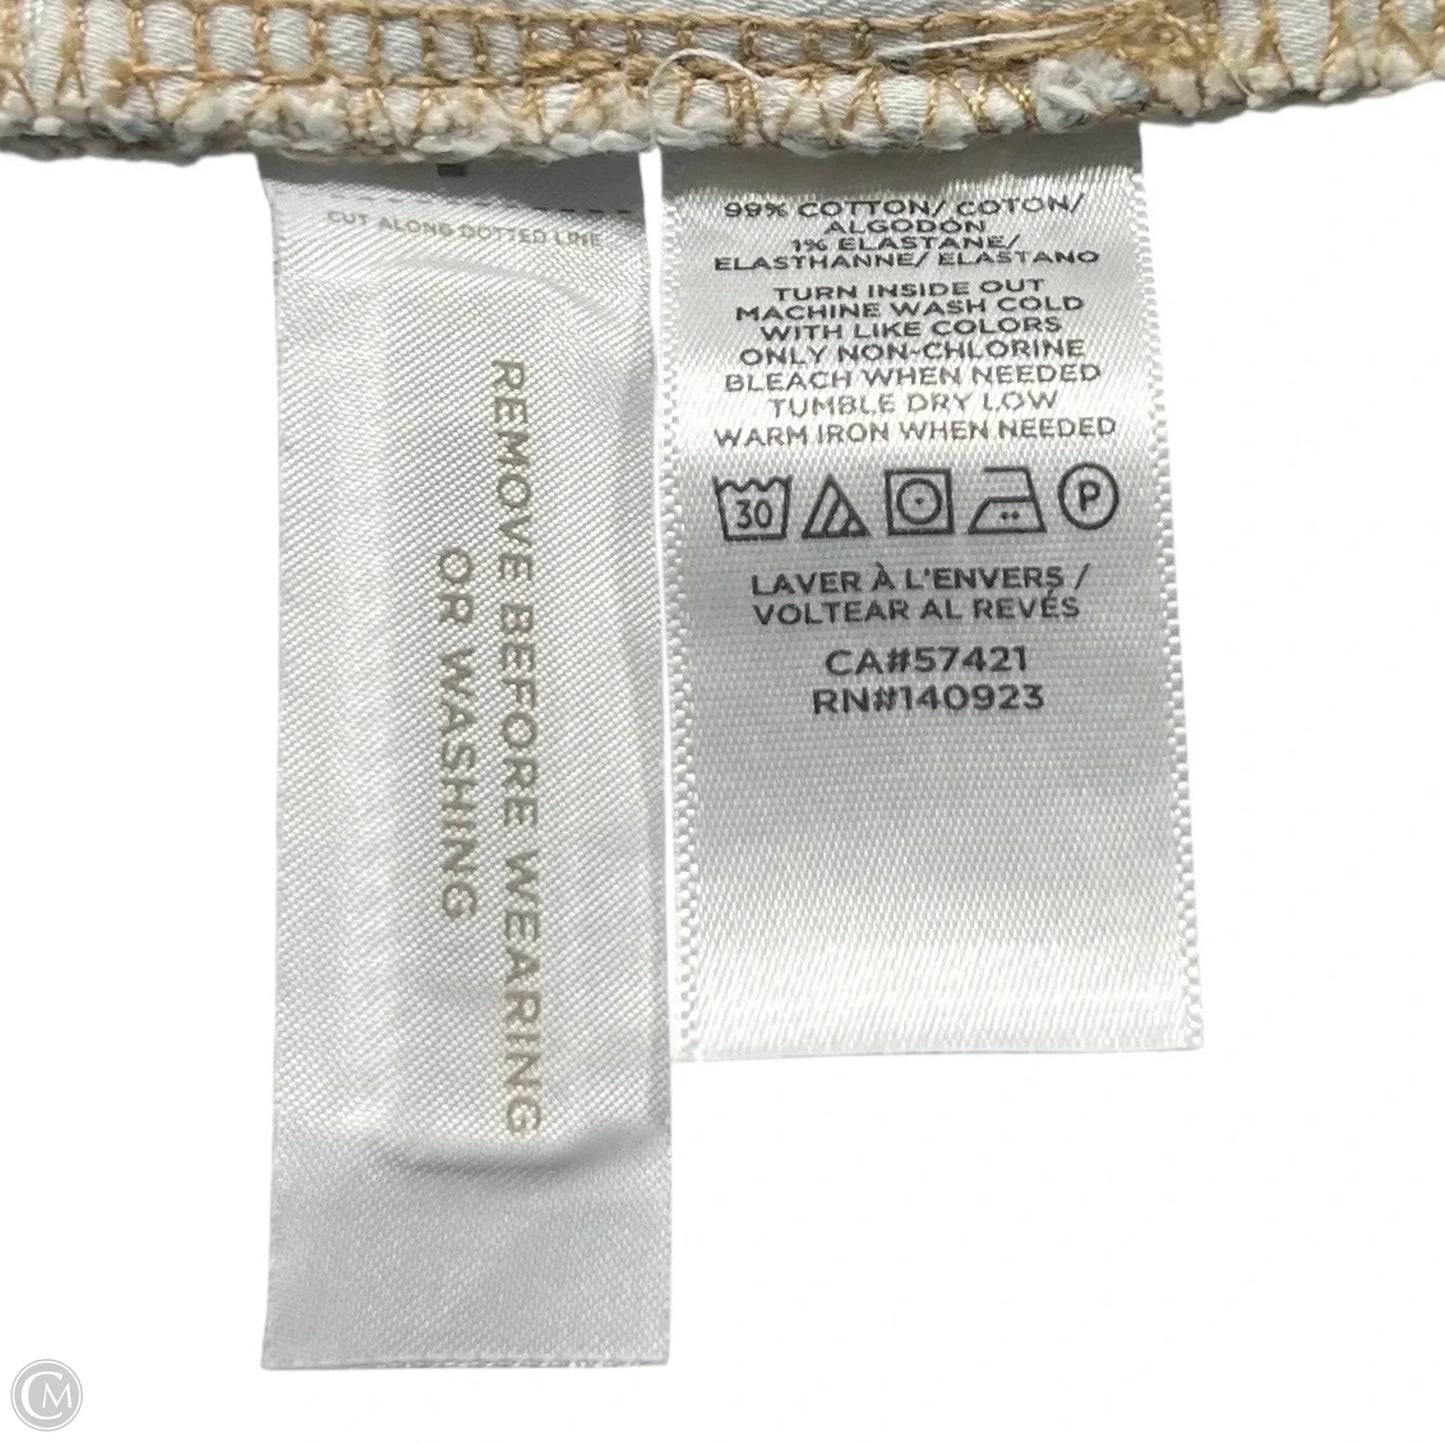 CUT ALONG DOTTED LINE
REMOVE BEFORE WEARING
OR WASHING
99% COTTON/ COTON/
ALGODÓN
1% ELASTANE/
ELASTHANNE/ ELASTANO
TURN INSIDE OUT
MACHINE WASH COLD
WITH LIKE COLORS
ONLY NON-CHLORINE
BLEACH WHEN NEEDED
TUMBLE DRY LOW
WARM IRON WHEN NEEDED
30 P
LAVER À L'ENVERS /
VOLTEAR AL REVÉS
CA#57421
RN#140923
CM